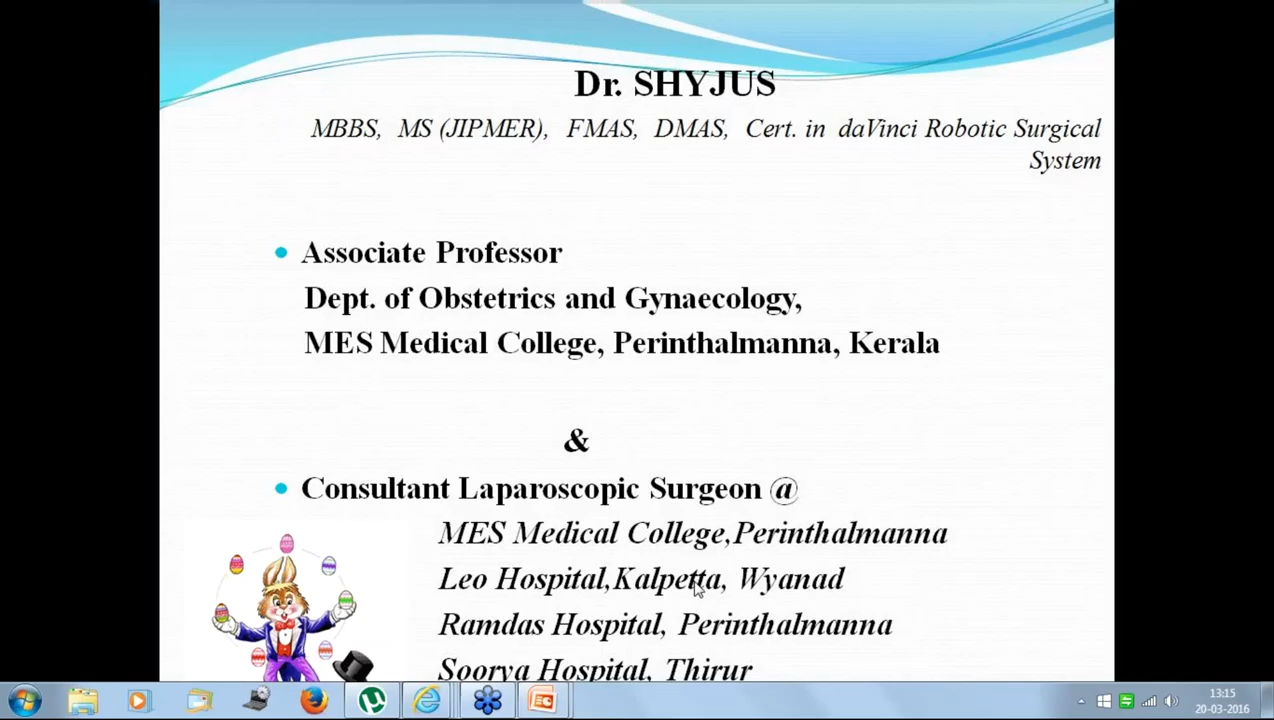 Dr. SHYJUS
MBBS, MS (JIPMER), FMAS, DMAS, Cert. in daVinci Robotic Surgical
System
Associate Professor
Dept. of Obstetrics and Gynaecology,
MES Medical College, Perinthalmanna, Kerala
&
Consultant Laparoscopic Surgeon @
MES Medical College,Perinthalmanna
Leo Hospital,Kalpetta, Wyanad
Ramdas Hospital, Perinthalmanna
Soorya Hospital, Thirur
13:15
20-03-2016